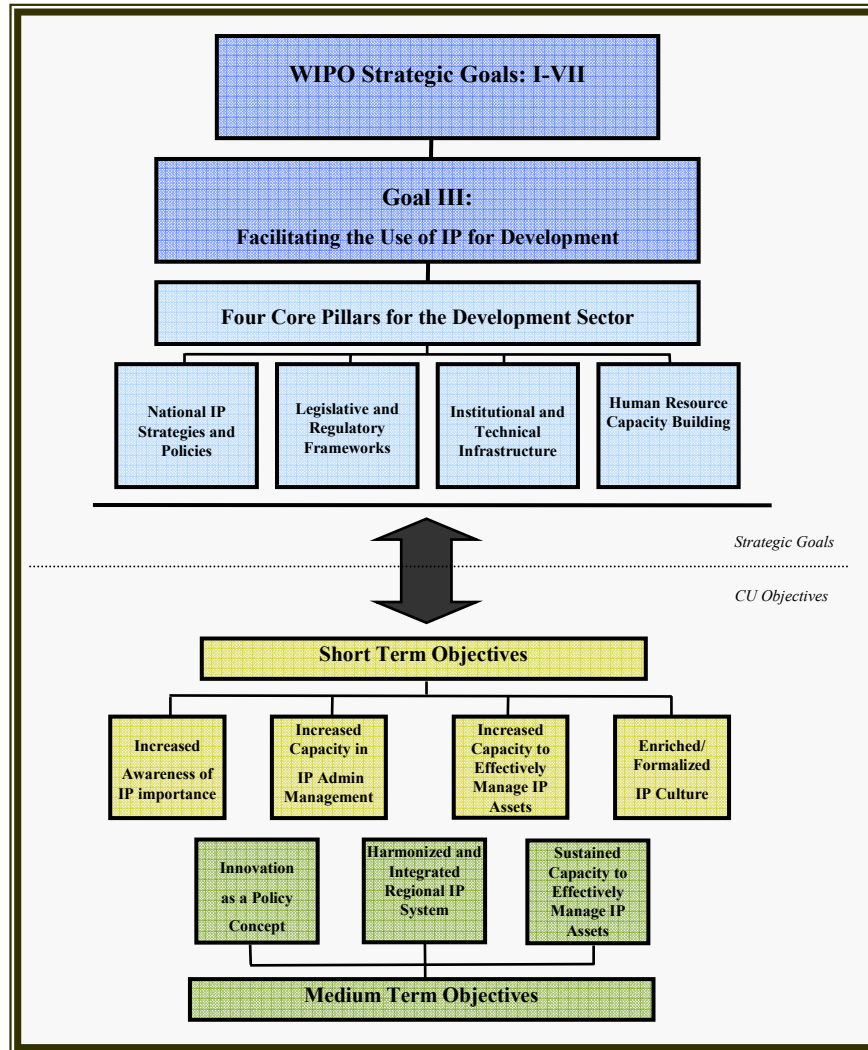 WIPO Strategic Goals: I-VII
Goal III:
Facilitating the Use of IP for Development
Four Core Pillars for the Development Sector
National IP
Strategies and
Policies
Legislative and
Regulatory
Frameworks
Institutional and
Technical
Infrastructure
Human Resource
Capacity Building
Strategic Goals
CU Objectives
Short Term Objectives
Increased
Awareness of
IP importance
Increased
Capacity in
IP Admin
Management
Increased
Capacity to
Effectively
Manage IP
Assets
Enriched/
Formalized
IP Culture
Innovation
as a Policy
Concept
Harmonized and
Integrated
Regional IP
System
Sustained
Capacity to
Effectively
Manage IP
Assets
Medium Term Objectives